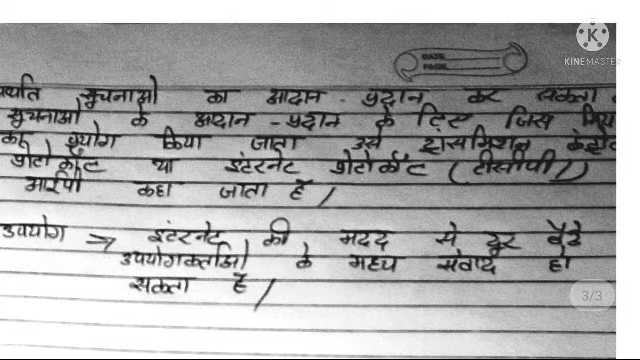 KINEMASTER
DATE
PAGE
र्थात सूचनाओ का आदान - प्रदान कर सकता
सूचनाओ के आदान - प्रदान के लिए जिस
का प्रयोग किया जाता उसे ट्रांसमिशन
प्रोटोकॉल या इंटरनेट प्रोटोकॉल (टीसीपी/
आईपी कहा जाता है /
उपयोग ⇒ इंटरनेट की मदद से दूर बैठे
उपयोगकर्ताओ के मध्य संवाद हो
सकता है /
3/3